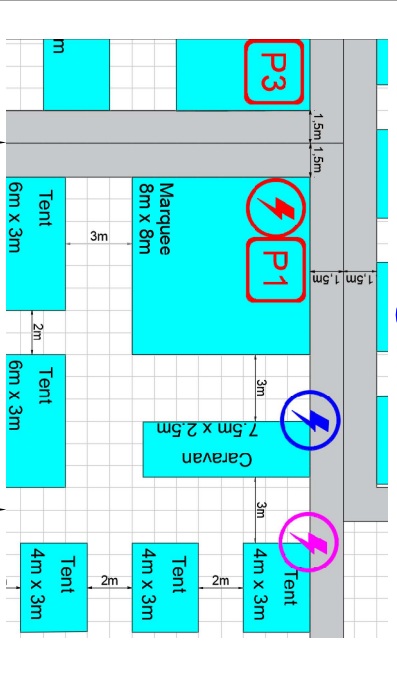 m
P3
1,5m
1,5m
Marquee
8m x 8m
P1
Tent
6m x 3m
3m
1,5m
1,5m
2m
3m
Tent
6m x 3m
Caravan
7.5m x 2.5m
3m
Tent
4m x 3m
2m
Tent
4m x 3m
2m
Tent
4m x 3m